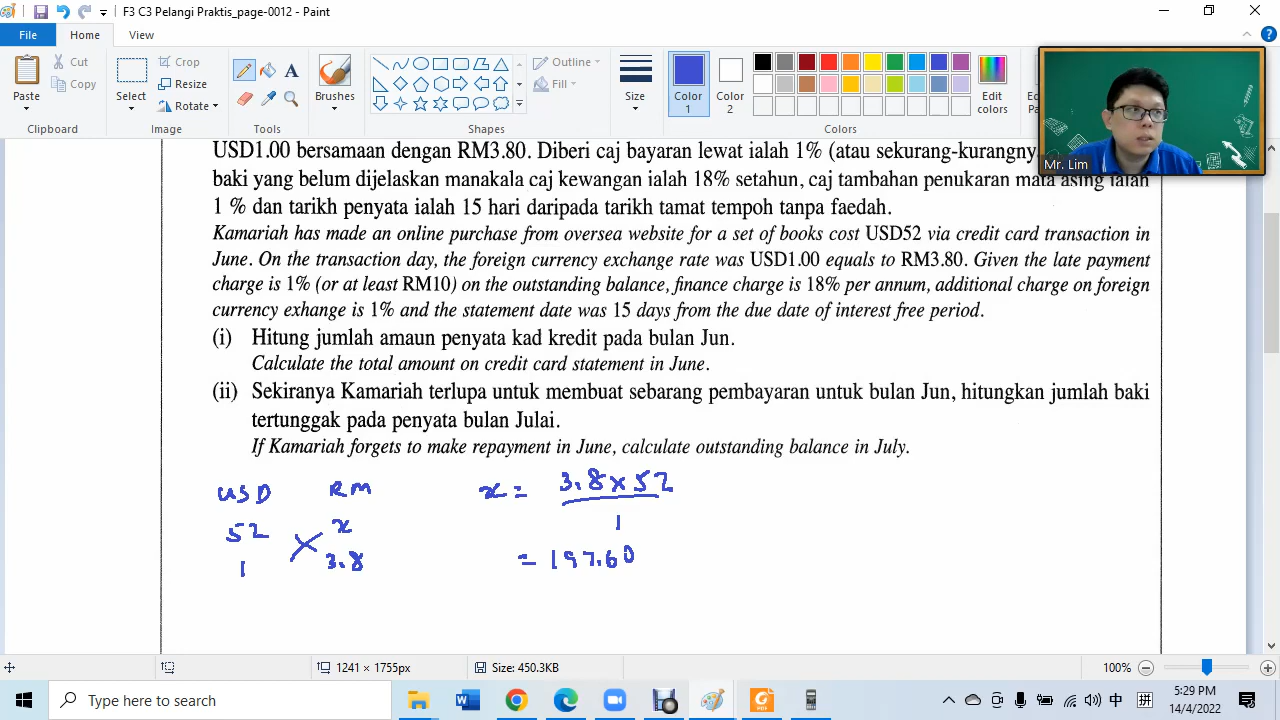 F3 C3 Pelangi Praktis_page-0012 - Paint
File Home View
Paste Cut Copy Clipboard
Select Crop Resize Rotate Image
A Tools
Brushes
Outline Fill Shapes
Size
Color 1 Color 2 Colors Edit colors
Mr. Lim
USD1.00 bersamaan dengan RM3.80. Diberi caj bayaran lewat ialah 1% (atau
baki yang belum dijelaskan manakala caj kewangan ialah 18% setahun, caj tambahan penukaran mata asing ialah
1 % dan tarikh penyata ialah 15 hari daripada tarikh tamat tempoh tanpa faedah.
Kamariah has made an online purchase from oversea website for a set of books cost USD52 via credit card transaction in
June. On the transaction day, the foreign currency exchange rate was USD1.00 equals to RM3.80. Given the late payment
charge is 1% (or at least RM10) on the outstanding balance, finance charge is 18% per annum, additional charge on foreign
currency exhange is 1% and the statement date was 15 days from the due date of interest free period.
(i) Hitung jumlah amaun penyata kad kredit pada bulan Jun.
Calculate the total amount on credit card statement in June.
(ii) Sekiranya Kamariah terlupa untuk membuat sebarang pembayaran untuk bulan Jun, hitungkan jumlah baki
tertunggak pada penyata bulan Julai.
If Kamariah forgets to make repayment in June, calculate outstanding balance in July.
USD RM x = 3.8 × 52
52 x 1
1 3.8 = 197.60
1241 × 1755px Size: 450.3KB 100%
Type here to search
中 拼 5:29 PM
14/4/2022